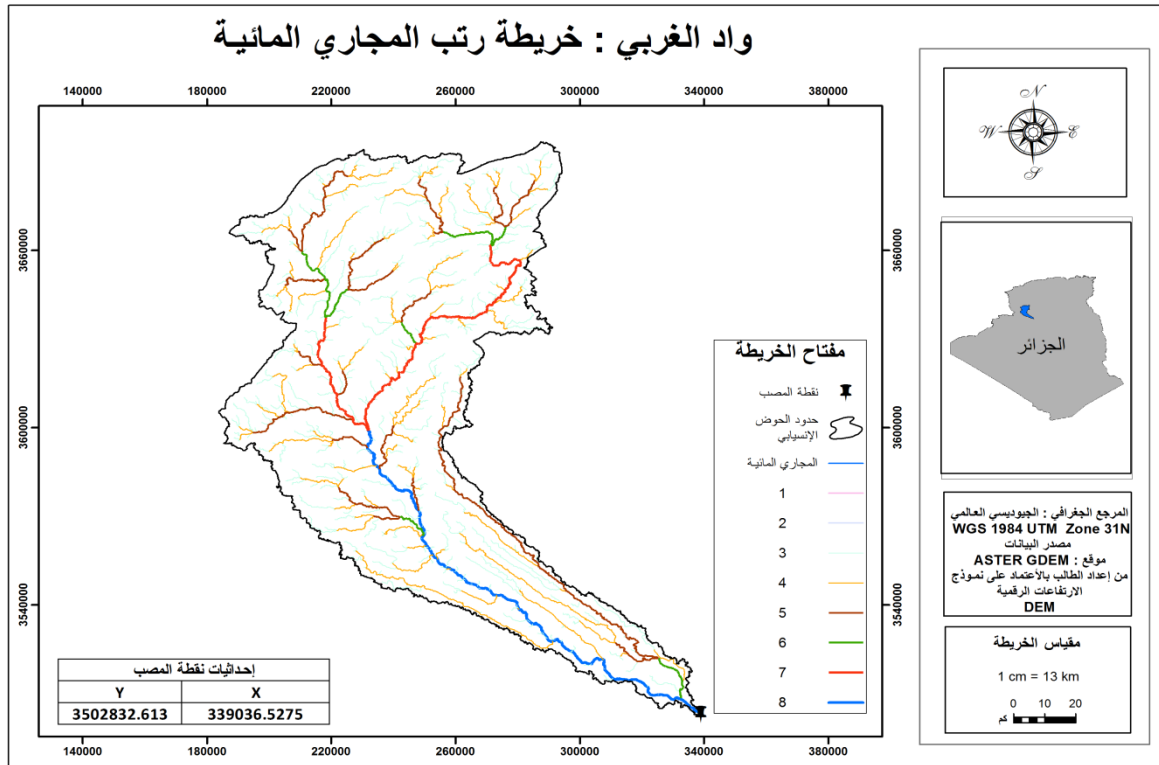 واد الغربي : خريطة رتب المجاري المائية
140000 180000 220000 260000 300000 340000 380000
3660000 3660000
3600000 3600000
3540000 3540000
140000 180000 220000 260000 300000 340000 380000
إحداثيات نقطة المصب
Y X
3502832.613 339036.5275
مفتاح الخريطة
نقطة المصب
حدود الحوض
الإنسيابي
المجاري المائية
1
2
3
4
5
6
7
8
N
W E
S
الجزائر
المرجع الجغرافي : الجيوديسي العالمي
WGS 1984 UTM Zone 31N
مصدر البيانات
موقع : ASTER GDEM
من إعداد الطالب بالأعتماد على نموذج
الارتفاعات الرقمية
DEM
مقياس الخريطة
1 cm = 13 km
كم 0 10 20